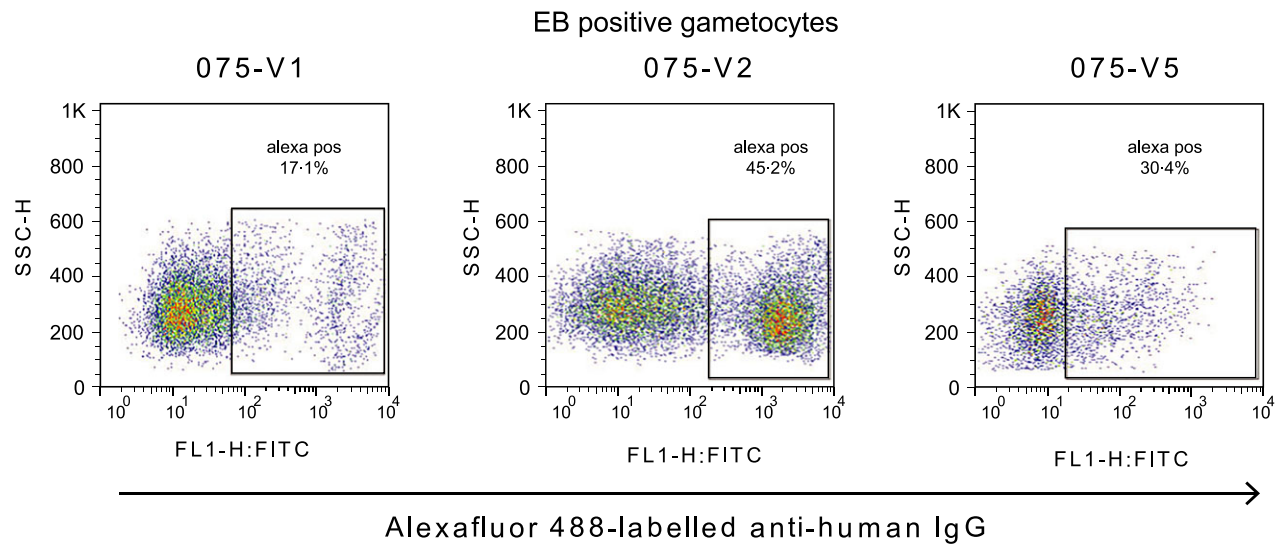 EB positive gametocytes
075-V1
1K
800
600
400
200
0
SSC-H
alexa pos
17·1%
10^0 10^1 10^2 10^3 10^4
FL1-H:FITC
075-V2
1K
800
600
400
200
0
SSC-H
alexa pos
45·2%
10^0 10^1 10^2 10^3 10^4
FL1-H:FITC
075-V5
1K
800
600
400
200
0
SSC-H
alexa pos
30·4%
10^0 10^1 10^2 10^3 10^4
FL1-H:FITC
Alexafluor 488-labelled anti-human IgG